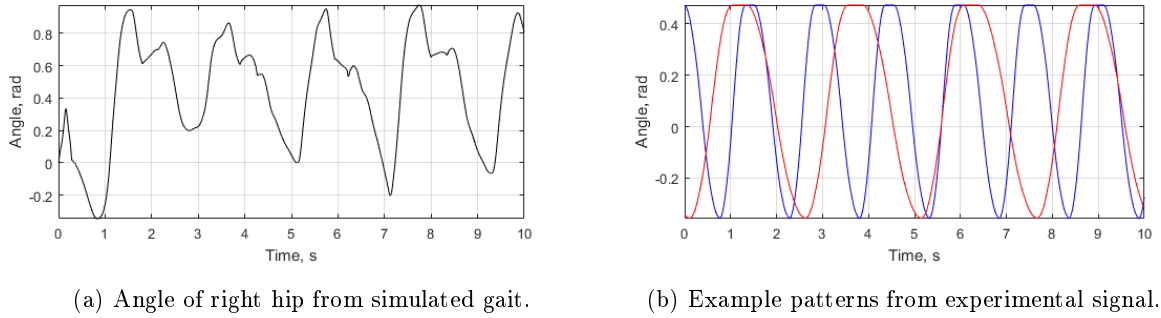 Angle, rad
0.8
0.6
0.4
0.2
0
-0.2
0 1 2 3 4 5 6 7 8 9 10
Time, s
(a) Angle of right hip from simulated gait.
Angle, rad
0.4
0.2
0
-0.2
0 1 2 3 4 5 6 7 8 9 10
Time, s
(b) Example patterns from experimental signal.